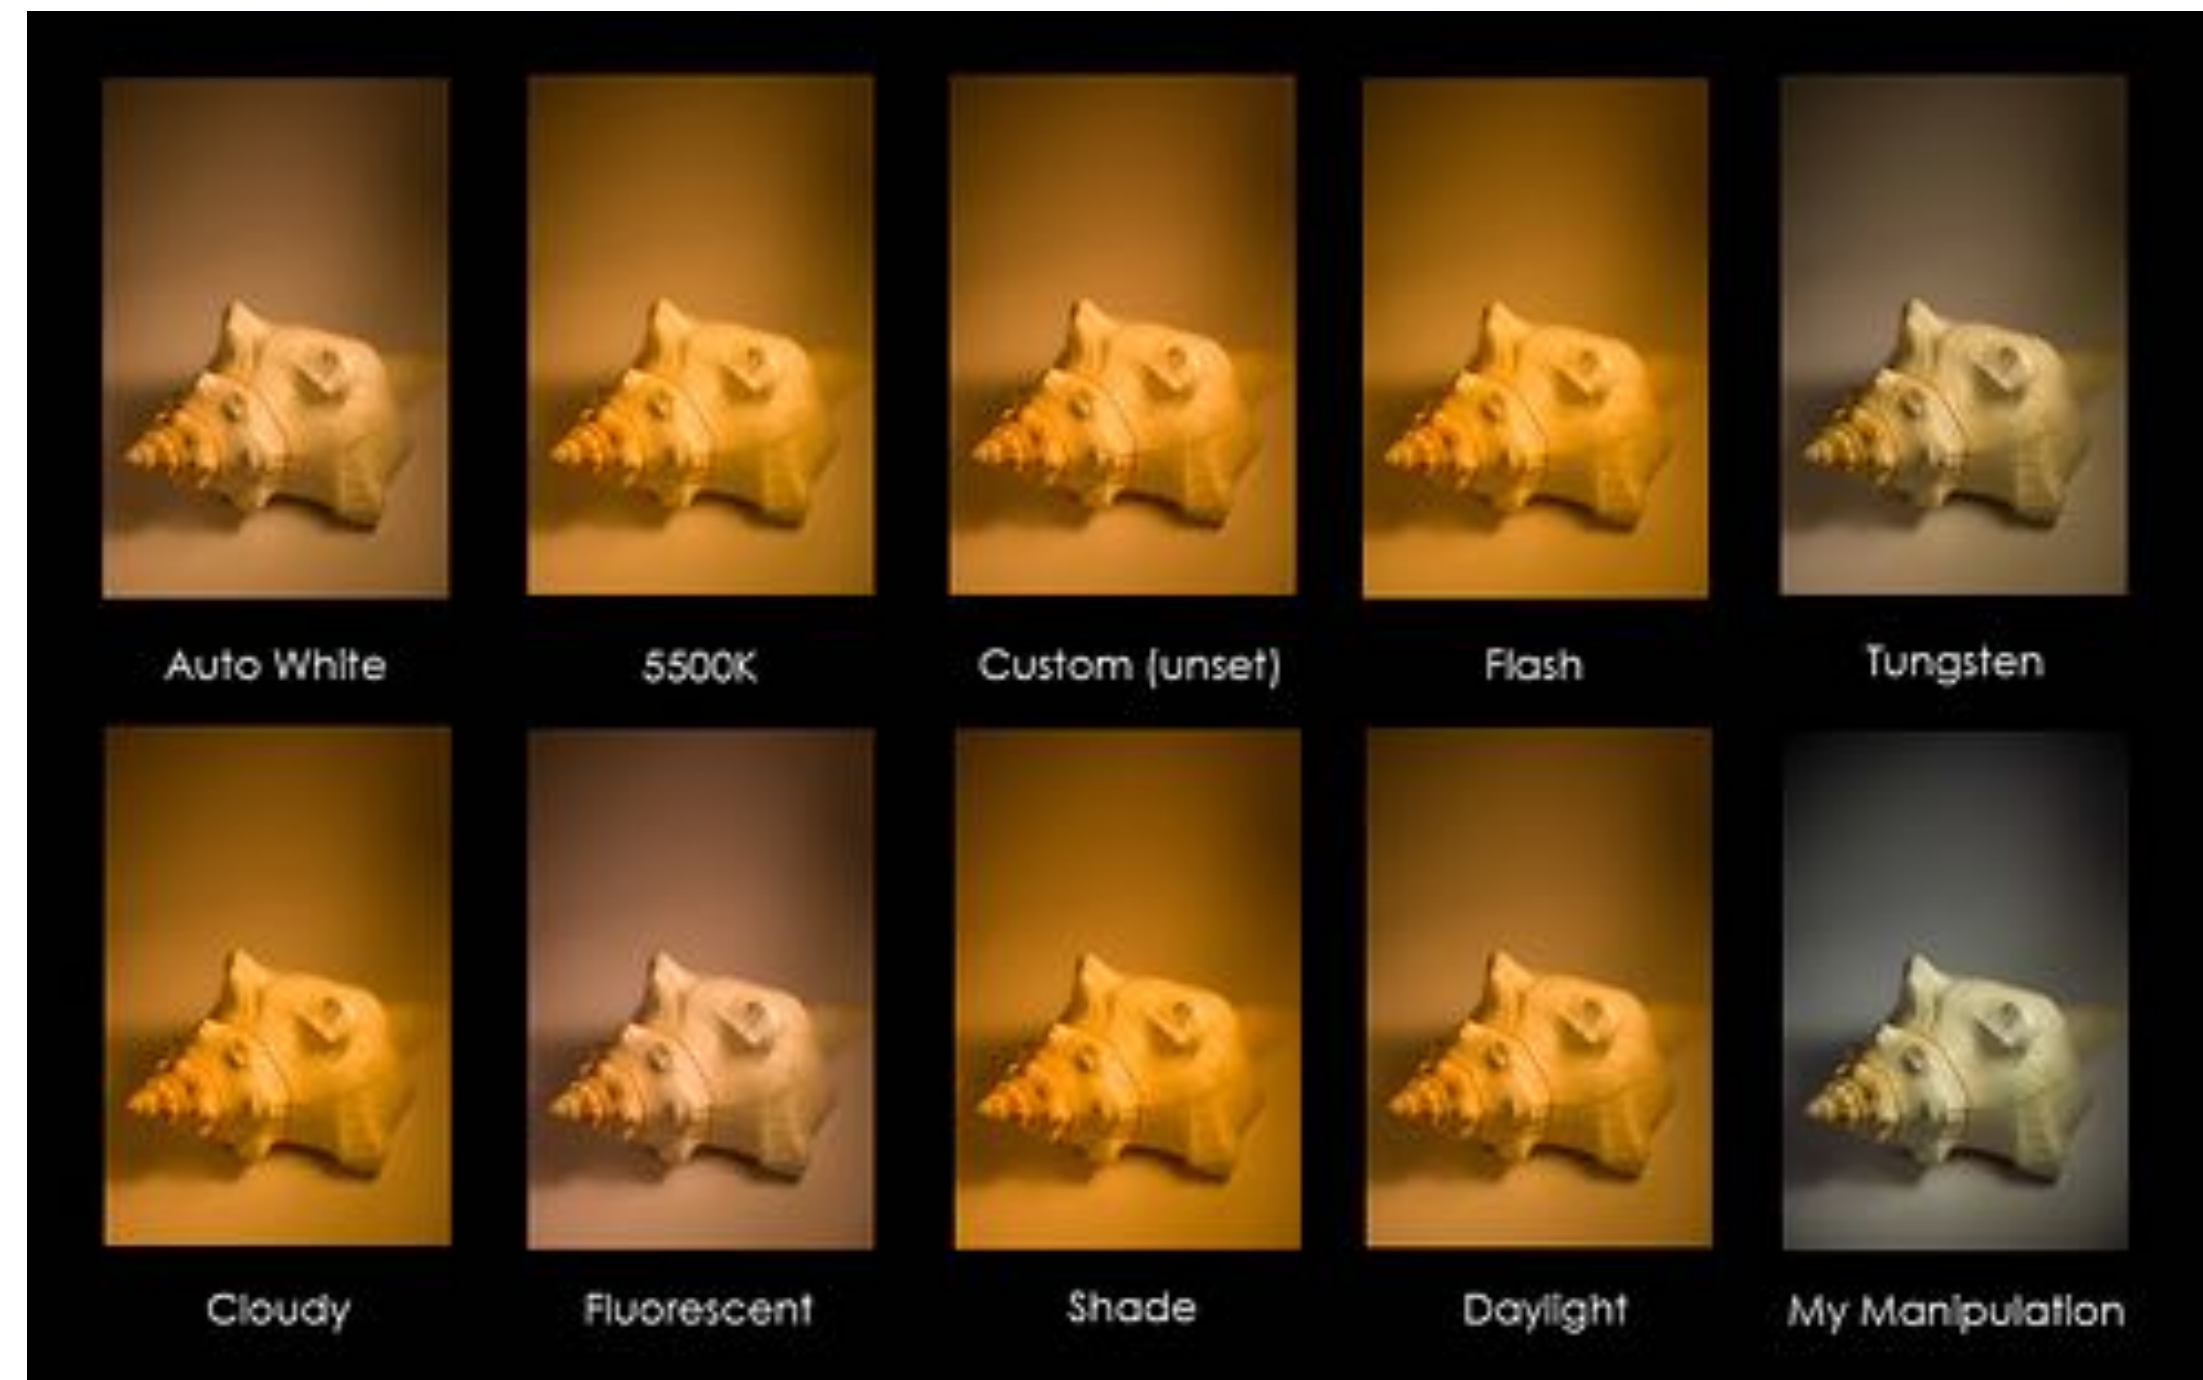 Auto White
5500K
Custom (unset)
Flash
Tungsten
Cloudy
Fluorescent
Shade
Daylight
My Manipulation